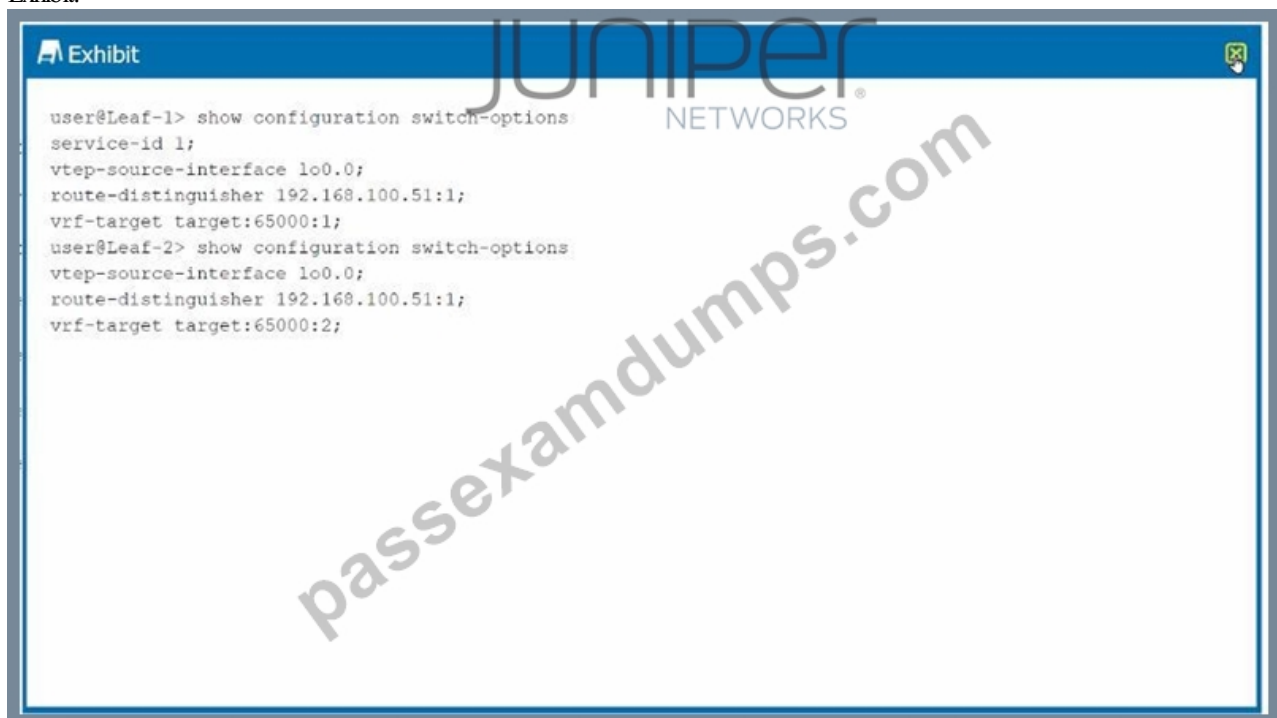 Exhibit:
JUNIPER
NETWORKS
Exhibit
user@Leaf-1> show configuration switch-options
service-id 1;
vtep-source-interface lo0.0;
route-distinguisher 192.168.100.51:1;
vrf-target target:65000:1;
user@Leaf-2> show configuration switch-options
vtep-source-interface lo0.0;
route-distinguisher 192.168.100.51:1;
vrf-target target:65000:2;
passexamdumps.com